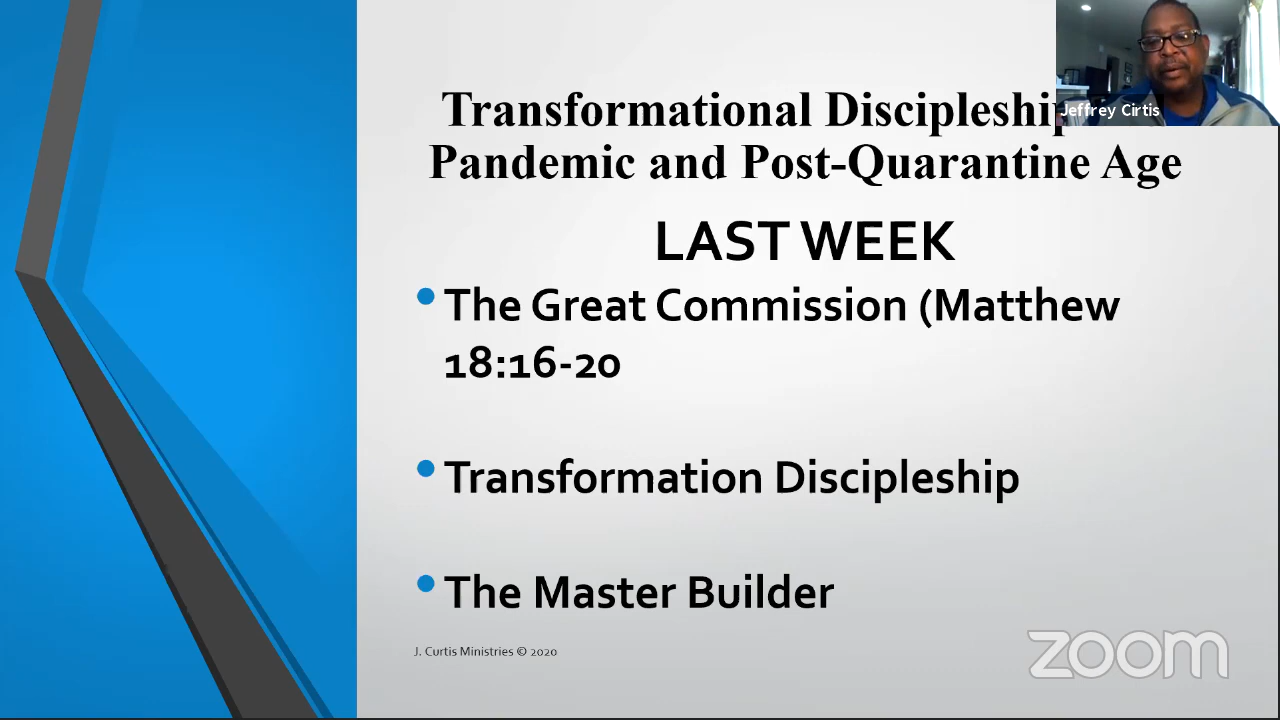 Transformational Discipleship
Pandemic and Post-Quarantine Age
Jeffrey Cirtis
LAST WEEK
• The Great Commission (Matthew
18:16-20
• Transformation Discipleship
• The Master Builder
J. Curtis Ministries © 2020
zoom